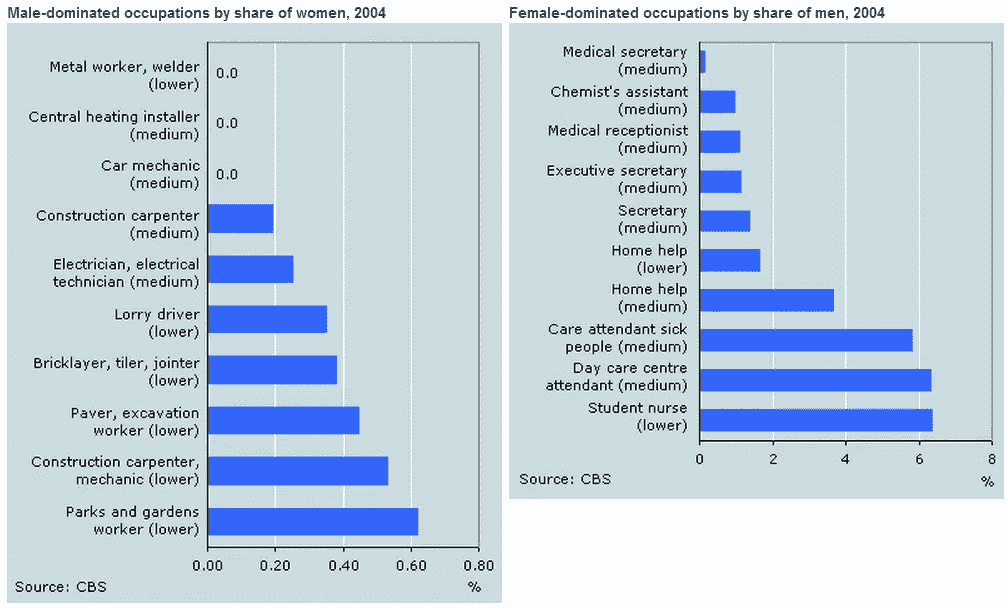 Male-dominated occupations by share of women, 2004
Metal worker, welder
(lower)
0.0
Central heating installer
(medium)
0.0
Car mechanic
(medium)
0.0
Construction carpenter
(medium)
Electrician, electrical
technician (medium)
Lorry driver
(lower)
Bricklayer, tiler, jointer
(lower)
Paver, excavation
worker (lower)
Construction carpenter,
mechanic (lower)
Parks and gardens
worker (lower)
0.00 0.20 0.40 0.60 0.80
%
Source: CBS
Female-dominated occupations by share of men, 2004
Medical secretary
(medium)
Chemist's assistant
(medium)
Medical receptionist
(medium)
Executive secretary
(medium)
Secretary
(medium)
Home help
(lower)
Home help
(medium)
Care attendant sick
people (medium)
Day care centre
attendant (medium)
Student nurse
(lower)
0 2 4 6 8
%
Source: CBS